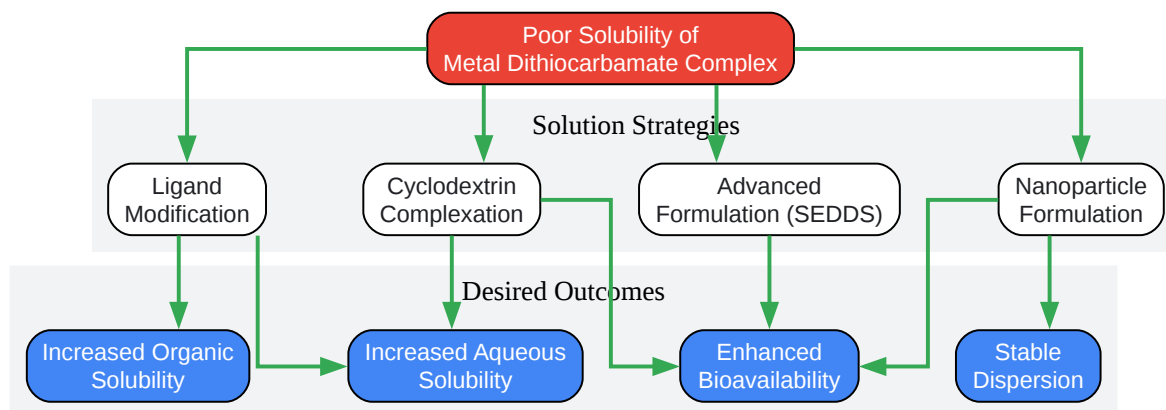 Poor Solubility of
Metal Dithiocarbamate Complex
Solution Strategies
Ligand
Modification
Cyclodextrin
Complexation
Advanced
Formulation (SEDDS)
Nanoparticle
Formulation
Desired Outcomes
Increased Organic
Solubility
Increased Aqueous
Solubility
Enhanced
Bioavailability
Stable
Dispersion